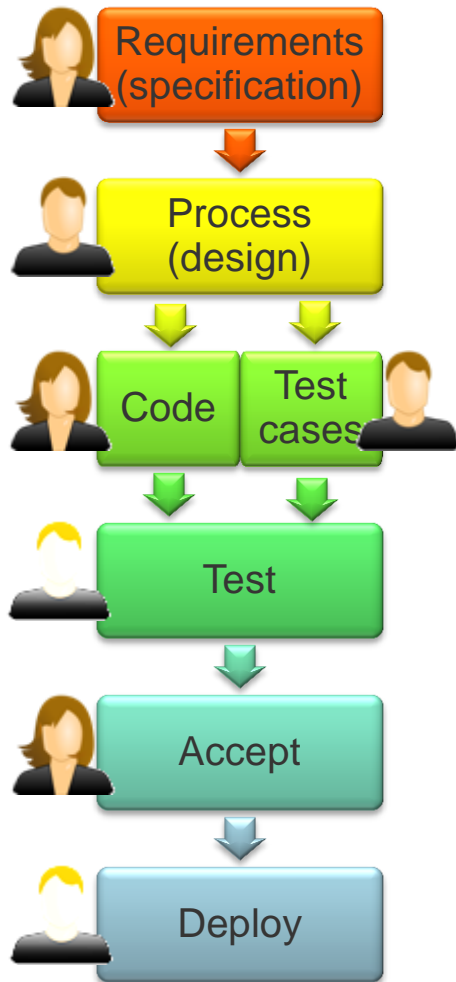 Requirements
(specification)
Process
(design)
Code
Test
cases
Test
Accept
Deploy